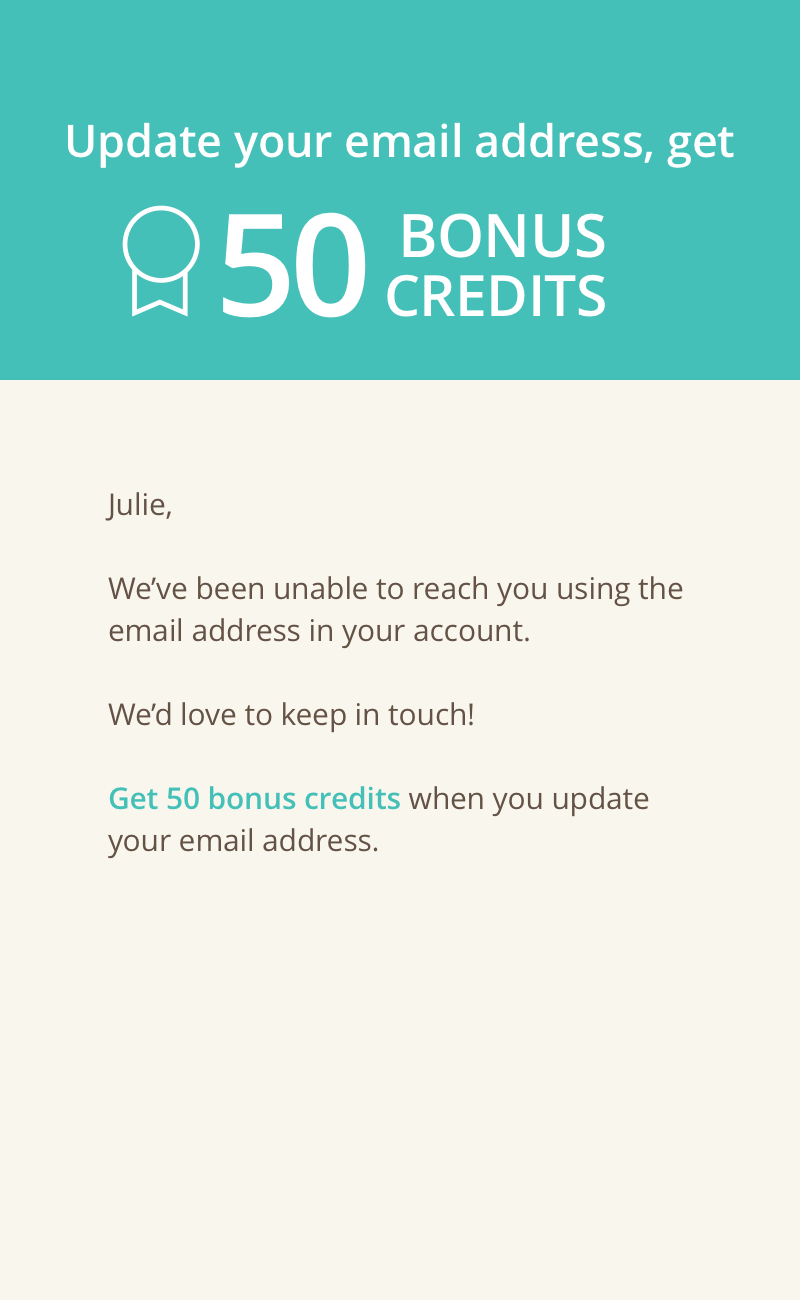 Update your email address, get
50 BONUS
CREDITS
Julie,
We’ve been unable to reach you using the
email address in your account.
We’d love to keep in touch!
Get 50 bonus credits when you update
your email address.